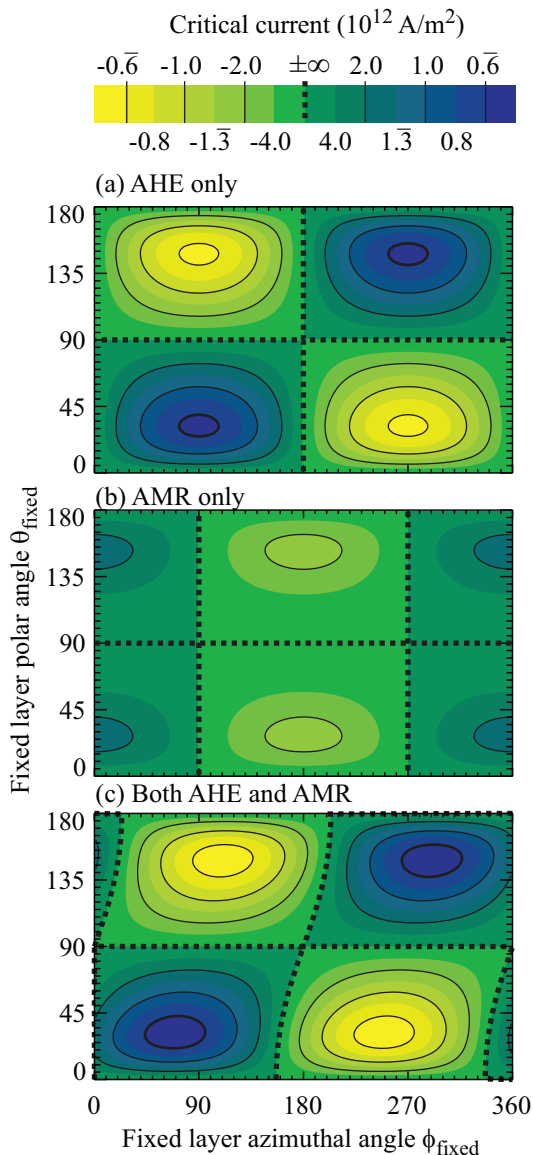 Critical current (10¹² A/m²)
-0.6̅ -1.0 -2.0 ±∞ 2.0 1.0 0.6̅
-0.8 -1.3̅ -4.0 4.0 1.3̅ 0.8
(a) AHE only
180
135
90
45
0
(b) AMR only
180
135
90
45
0
(c) Both AHE and AMR
180
135
90
45
0
0 90 180 270 360
Fixed layer azimuthal angle ϕfixed
Fixed layer polar angle θfixed